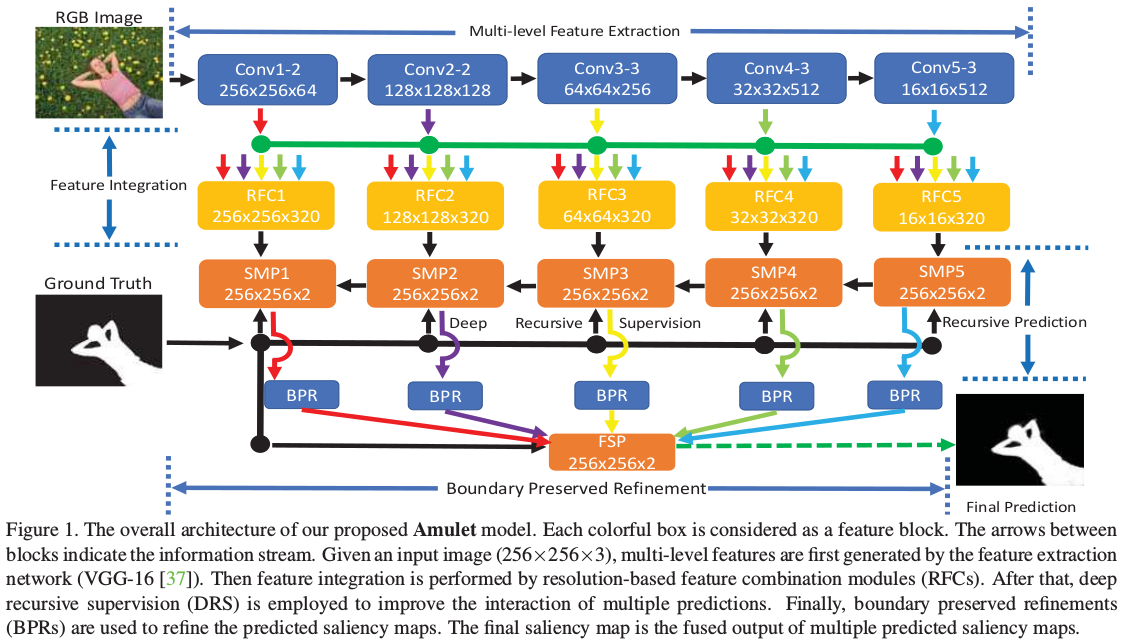 RGB Image
Multi-level Feature Extraction
Conv1-2
256x256x64
Conv2-2
128x128x128
Conv3-3
64x64x256
Conv4-3
32x32x512
Conv5-3
16x16x512
Feature Integration
RFC1
256x256x320
RFC2
128x128x320
RFC3
64x64x320
RFC4
32x32x320
RFC5
16x16x320
Ground Truth
SMP1
256x256x2
SMP2
256x256x2
SMP3
256x256x2
SMP4
256x256x2
SMP5
256x256x2
Deep Recursive Supervision
Recursive Prediction
BPR
BPR
BPR
BPR
BPR
FSP
256x256x2
Boundary Preserved Refinement
Final Prediction
Figure 1. The overall architecture of our proposed Amulet model. Each colorful box is considered as a feature block. The arrows between
blocks indicate the information stream. Given an input image (256×256×3), multi-level features are first generated by the feature extraction
network (VGG-16 [37]). Then feature integration is performed by resolution-based feature combination modules (RFCs). After that, deep
recursive supervision (DRS) is employed to improve the interaction of multiple predictions. Finally, boundary preserved refinements
(BPRs) are used to refine the predicted saliency maps. The final saliency map is the fused output of multiple predicted saliency maps.